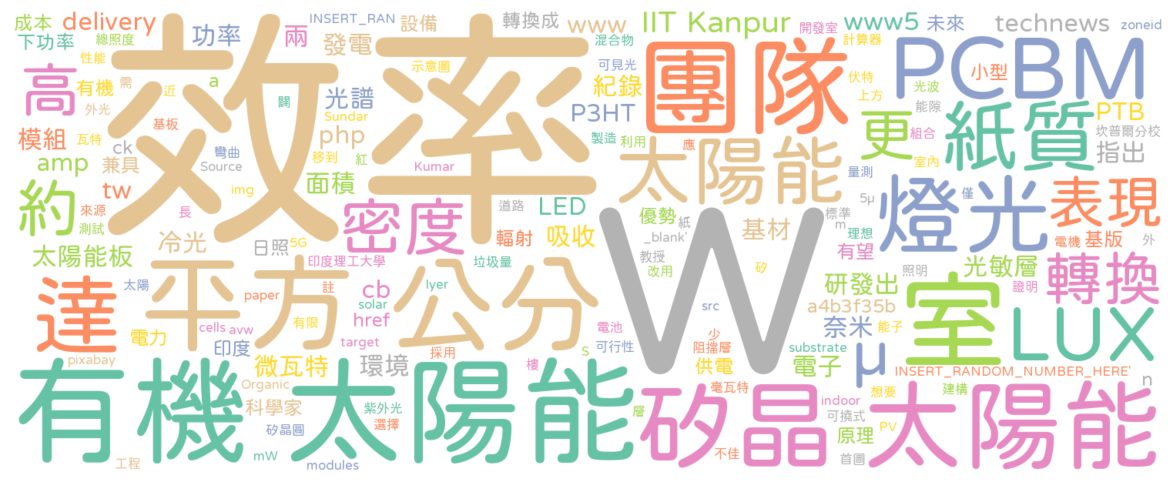 成本 delivery 功率 兩 INSERT_RAN 設備 轉換成 www IIT Kanpur 開發室 www5 未來 technews zoneid
下功率 總照度 效率 發電 混合物 計算器
性能 示意圖 可見光 團隊 PCBM
高 有機 需 近 a 闢 光譜 紀錄 伏特 小型 光波
外光 Sundar P3HT 上方 能隙 PTB
模組 瓦特 基板 php 製造 利用 應 更 組合 紙質 坎普爾分校
ck 彎曲 移到 紅 太陽能 室內 指出
amp 兼具 Source Kumar 面積 量測
約 tw img 5µ 燈光 僅 表現
來源 長 密度 道路 LED 優勢 標準
測試 冷光 日照 5G 輻射 吸收 紙 基材 m
太陽能板 印度理工大學 垃圾量 _blank' 教授 理想 有望 電機 基版 外
平方公分 W 改用 矽 光敏層 轉換
達 太陽 註 cb lyer 研發出 照明 證明
paper solar src a4b3f35b 室 LUX
電力 cells avw 有限 href 電池 少 奈米 能子
印度 target S 可行性 阻擋層 substrate µ
pixabay 微瓦特 環境 採用 樓 供電 電子 INSERT_RANDOM_NUMBER_HERE' n
有機太陽能 Organic 毫瓦特 想要 建構
科學家 紫外光 選擇 層 矽晶 indoor 可撓式 太陽能
矽晶圓 原理 PV
工程 mW modules 不佳 首圖